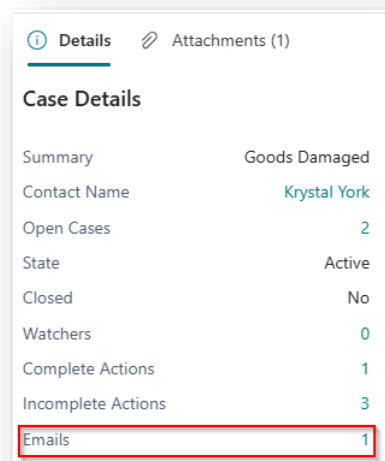 Details Attachments (1)
Case Details
Summary Goods Damaged
Contact Name Krystal York
Open Cases 2
State Active
Closed No
Watchers 0
Complete Actions 1
Incomplete Actions 3
Emails 1